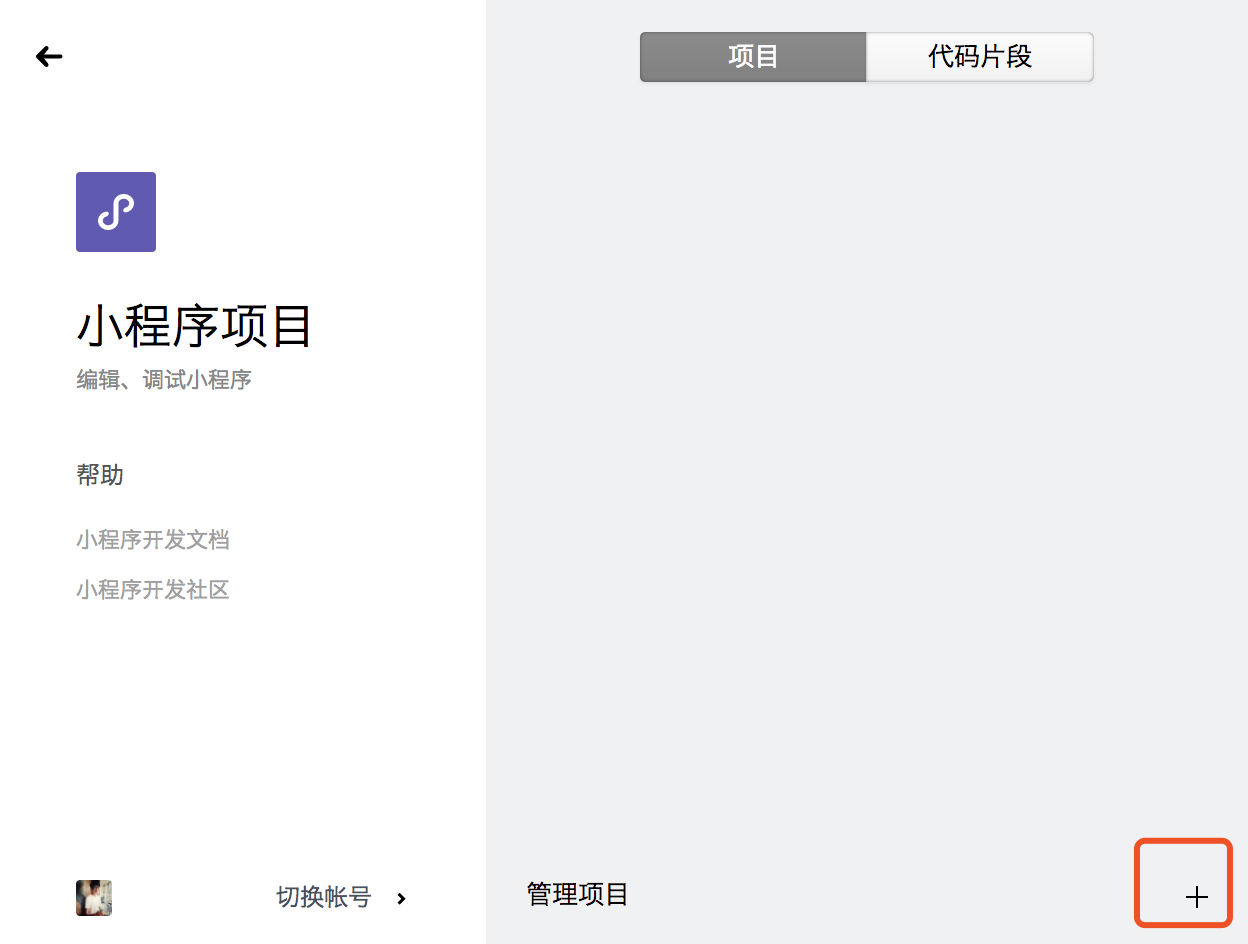 项目
代码片段
小程序项目
编辑、调试小程序
帮助
小程序开发文档
小程序开发社区
切换帐号
管理项目